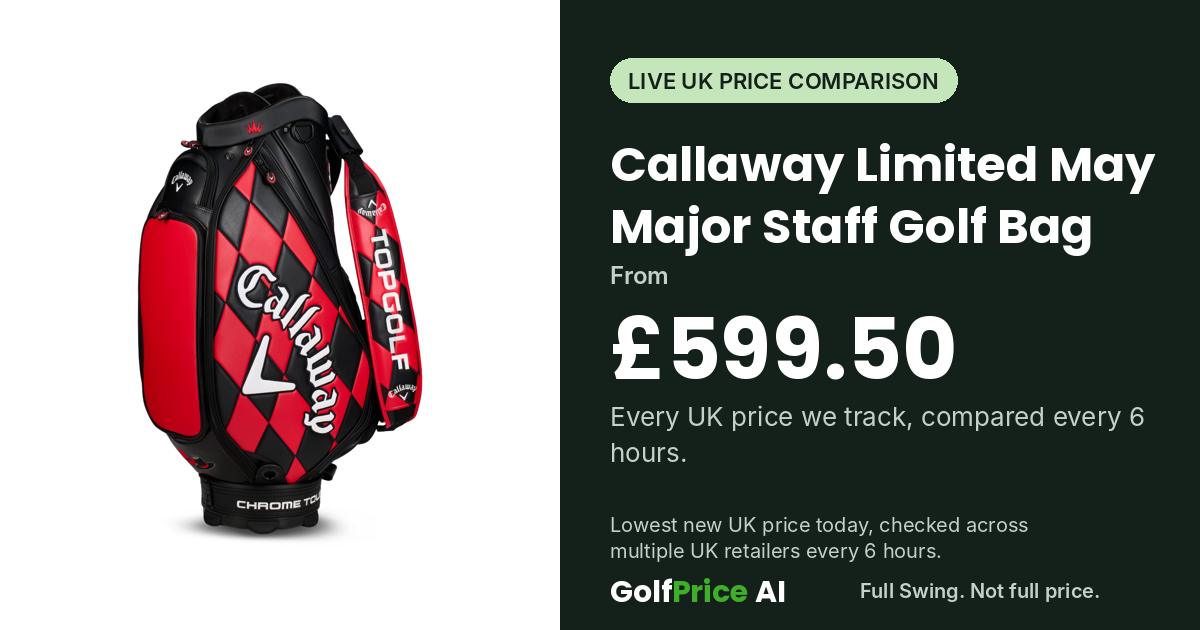 Callaway
TOPGOLF
Callaway
Callaway
CHROME TOU
LIVE UK PRICE COMPARISON
Callaway Limited May
Major Staff Golf Bag
From
£599.50
Every UK price we track, compared every 6
hours.
Lowest new UK price today, checked across
multiple UK retailers every 6 hours.
GolfPrice AI
Full Swing. Not full price.